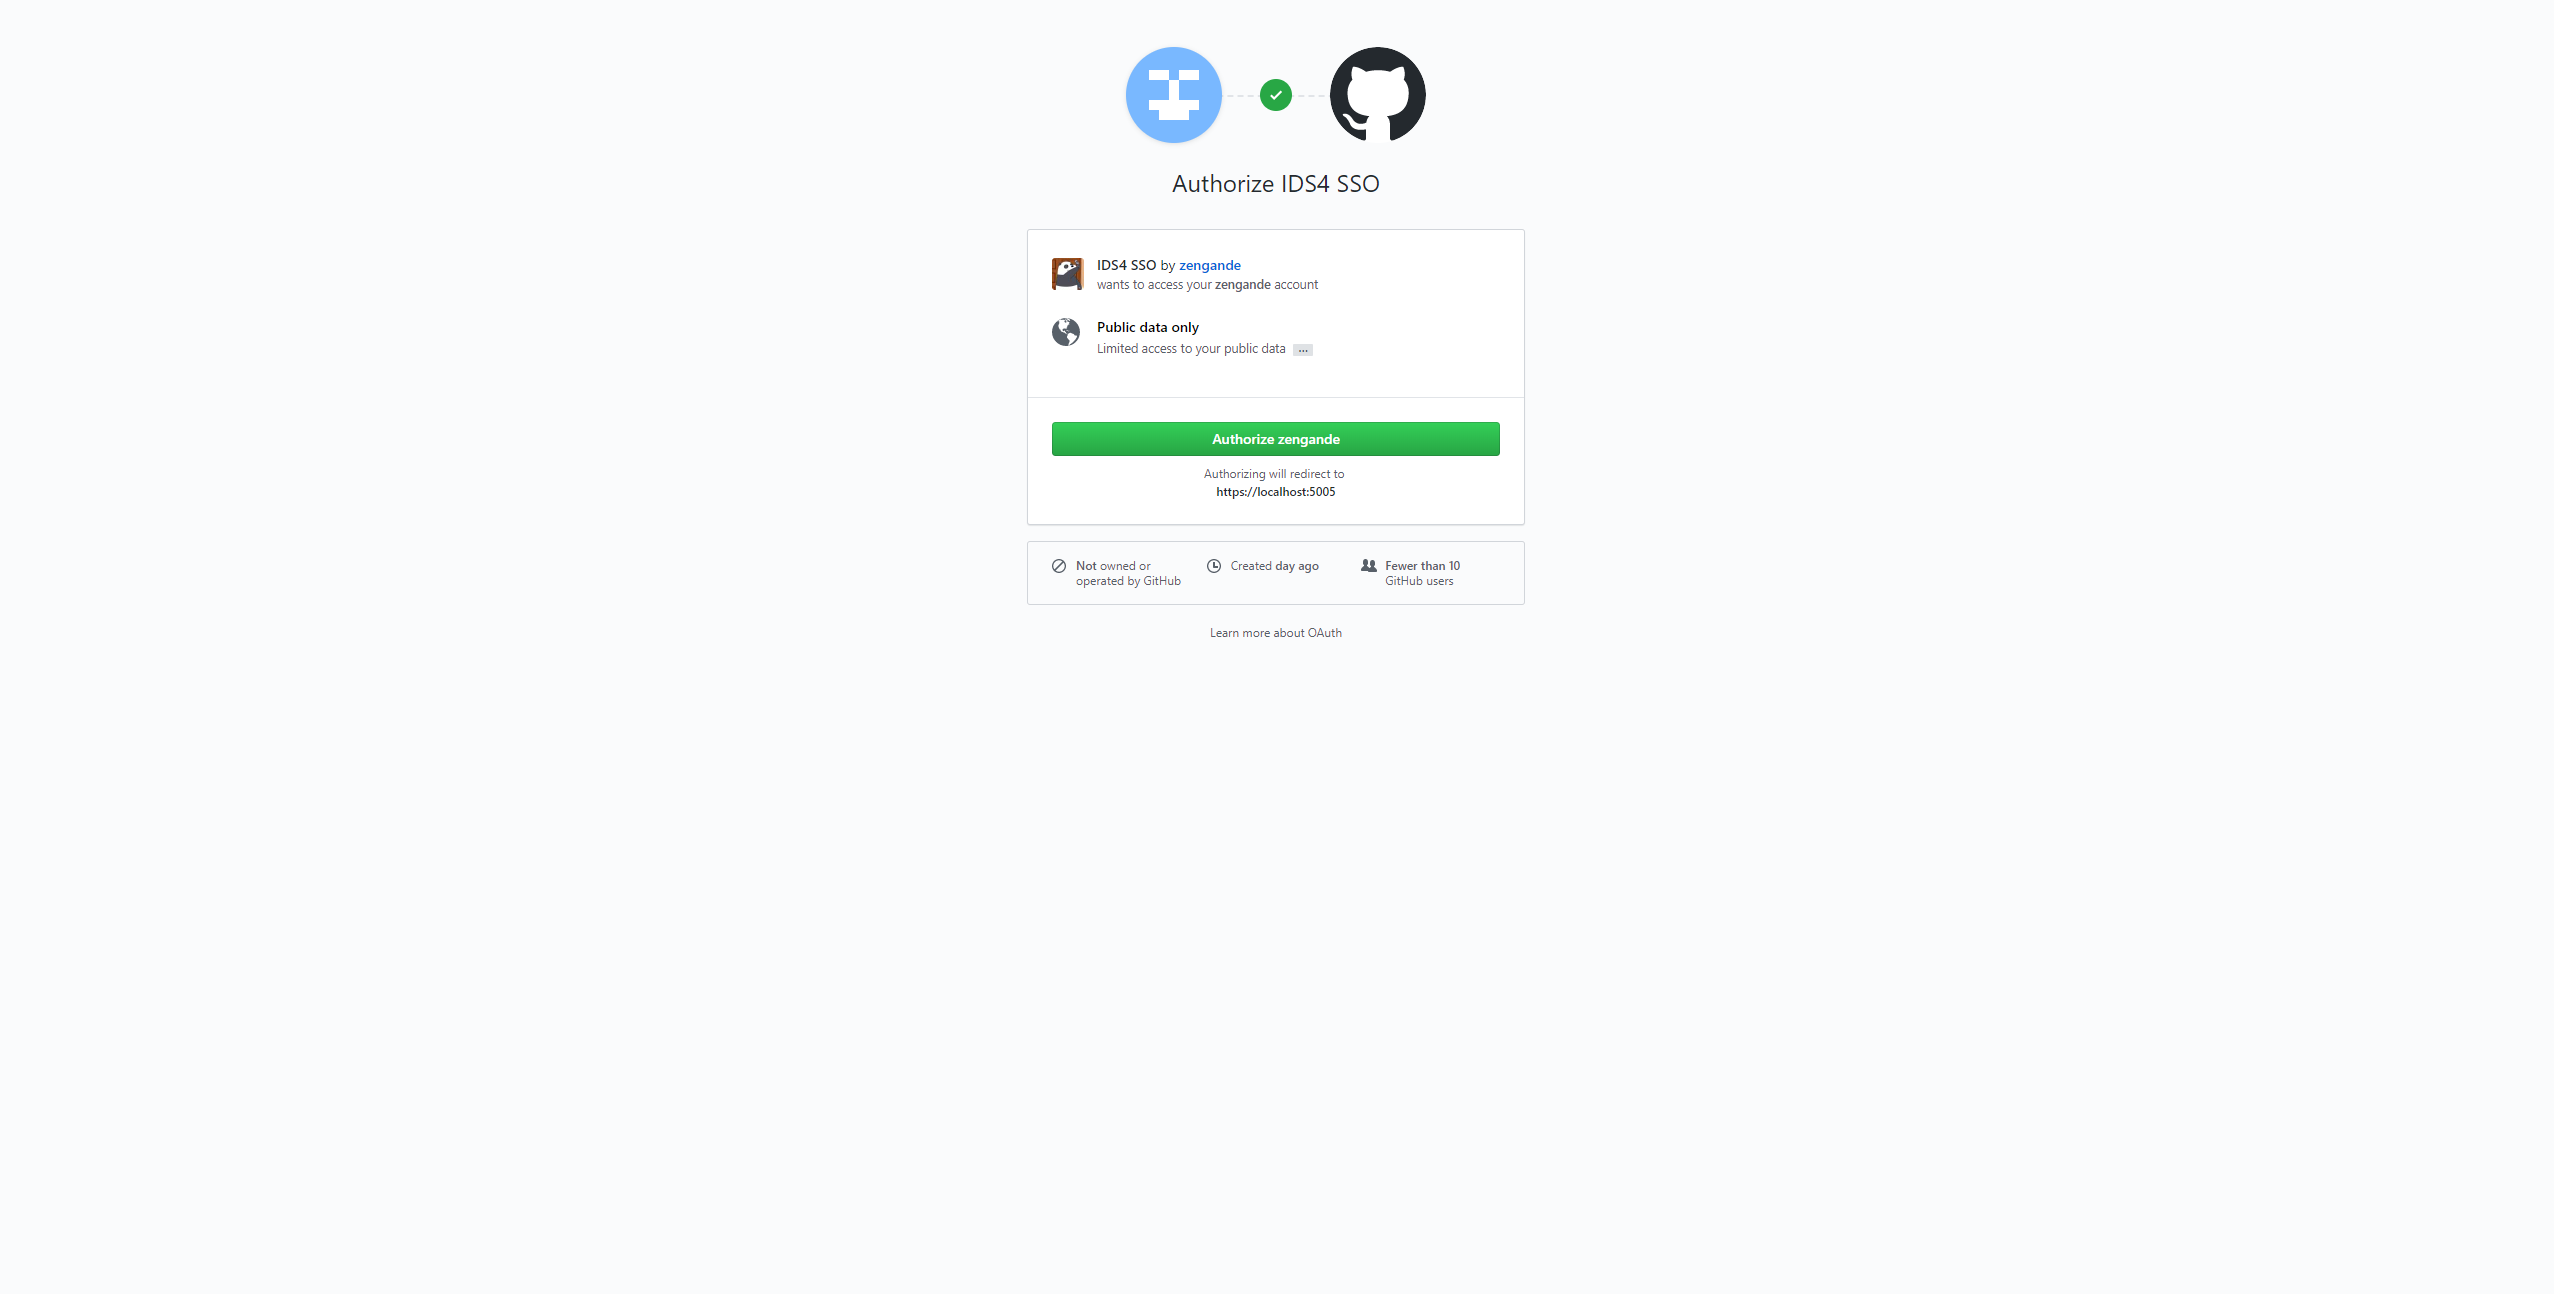 Authorize IDS4 SSO
IDS4 SSO by zengande
wants to access your zengande account
Public data only
Limited access to your public data ...
Authorize zengande
Authorizing will redirect to
https://localhost:5005
Not owned or
operated by GitHub
Created day ago
Fewer than 10
GitHub users
Learn more about OAuth